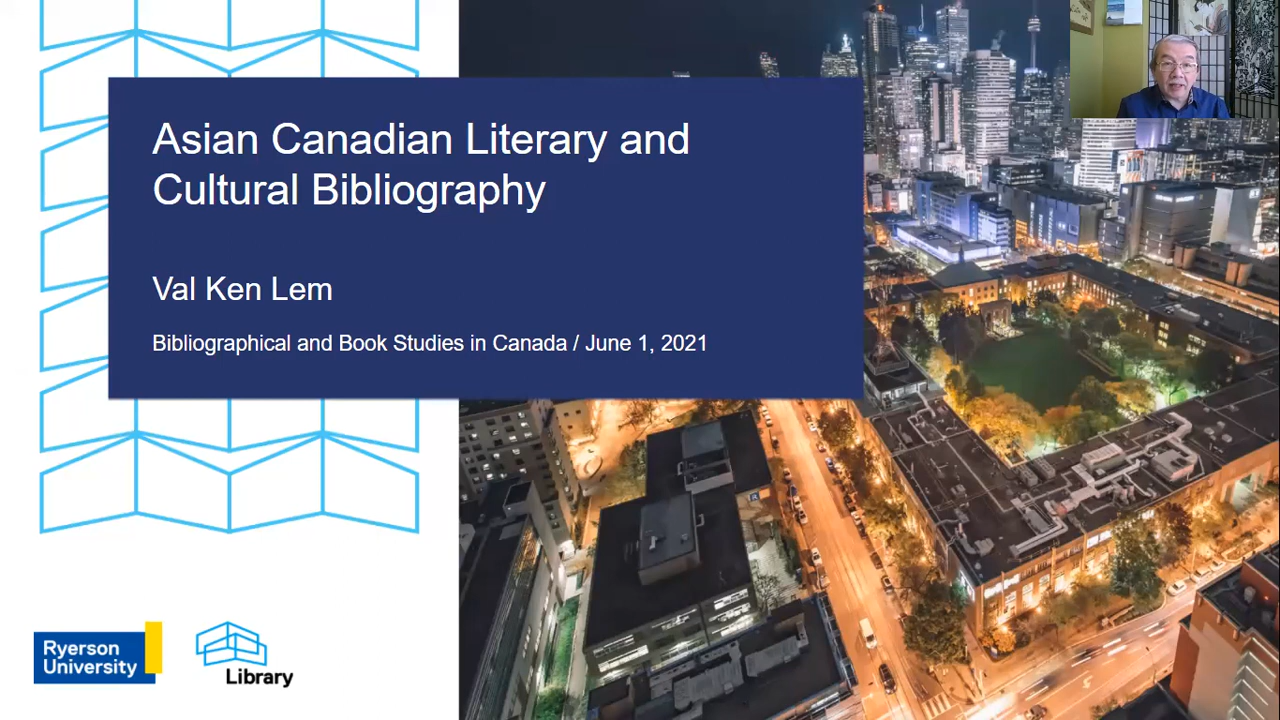 Asian Canadian Literary and
Cultural Bibliography
Val Ken Lem
Bibliographical and Book Studies in Canada / June 1, 2021
Ryerson
University
Library